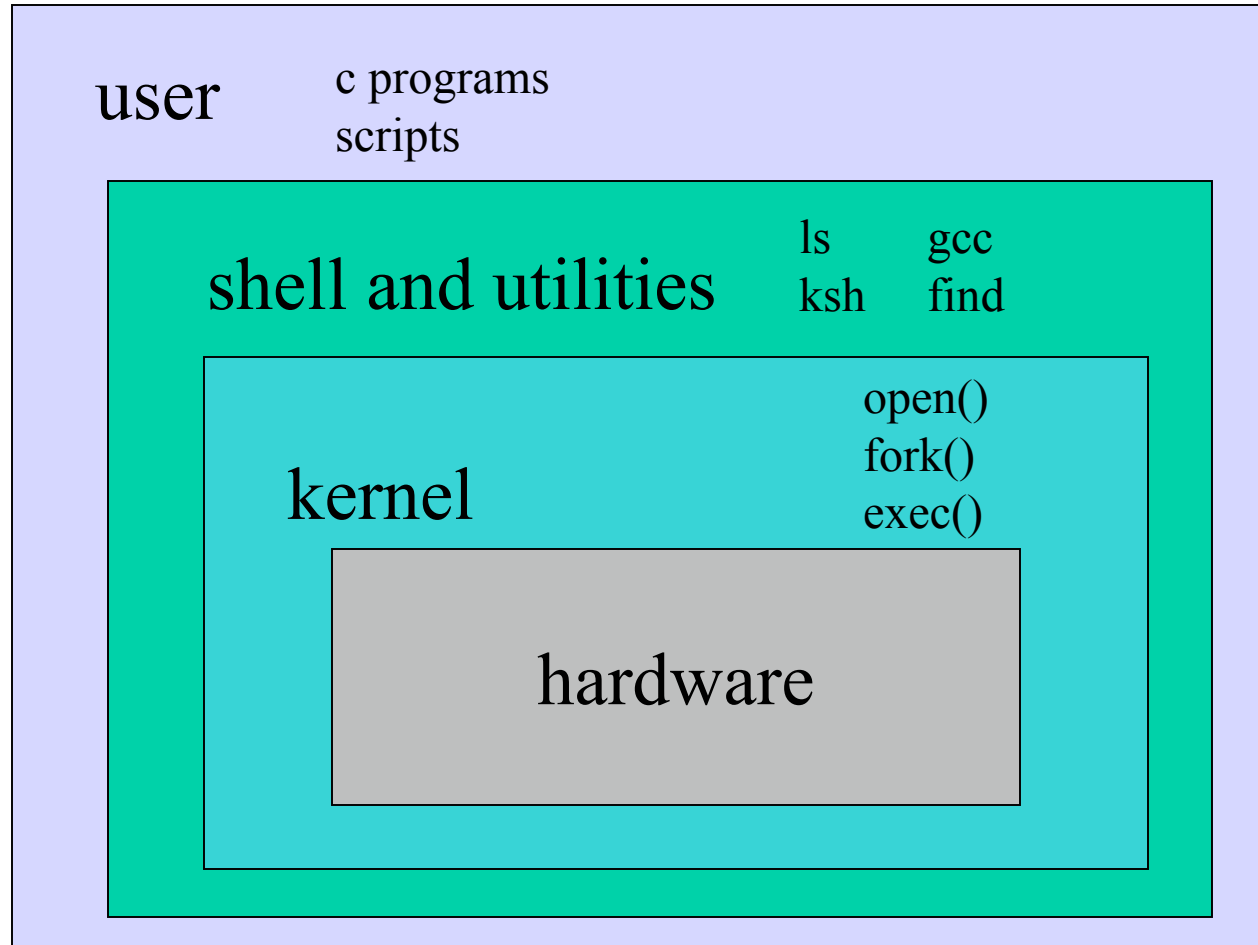 user
c programs
scripts
shell and utilities
ls gcc
ksh find
kernel
open()
fork()
exec()
hardware